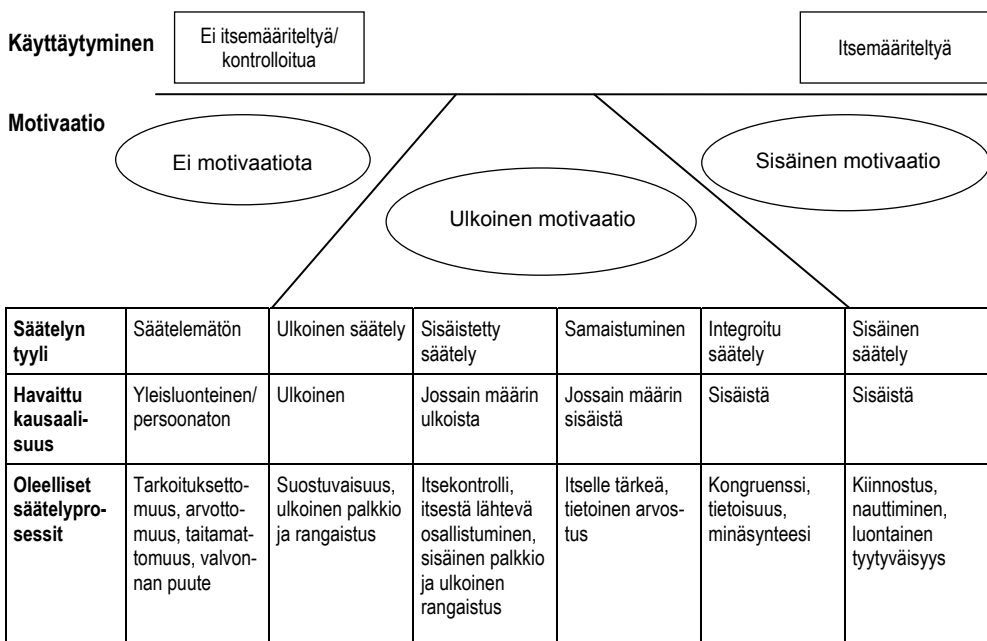 Käyttäytyminen
Ei itsemääriteltyä/
kontrolloitua
Itsemääriteltyä
Motivaatio
Ei motivaatiota
Ulkoinen motivaatio
Sisäinen motivaatio
Säätelyn
tyyli
Säätelemätön
Ulkoinen säätely
Sisäistetty
säätely
Samaistuminen
Integroitu
säätely
Sisäinen
säätely
Havaittu
kausaali-
suus
Yleisluonteinen/
persoonaton
Ulkoinen
Jossain määrin
ulkoista
Jossain määrin
sisäistä
Sisäistä
Sisäistä
Oleelliset
säätelypro-
sessit
Tarkoituksetto-
muus, arvotto-
muus, taitamat-
tomuus, valvon-
nan puute
Suostuvaisuus,
ulkoinen palkkio
ja rangaistus
Itsekontrolli,
itsestä lähtevä
osallistuminen,
sisäinen palkkio
ja ulkoinen
rangaistus
Itselle tärkeä,
tietoinen arvos-
tus
Kongruenssi,
tietoisuus,
minäsynteesi
Kiinnostus,
nauttiminen,
luontainen
tyytyväisyys